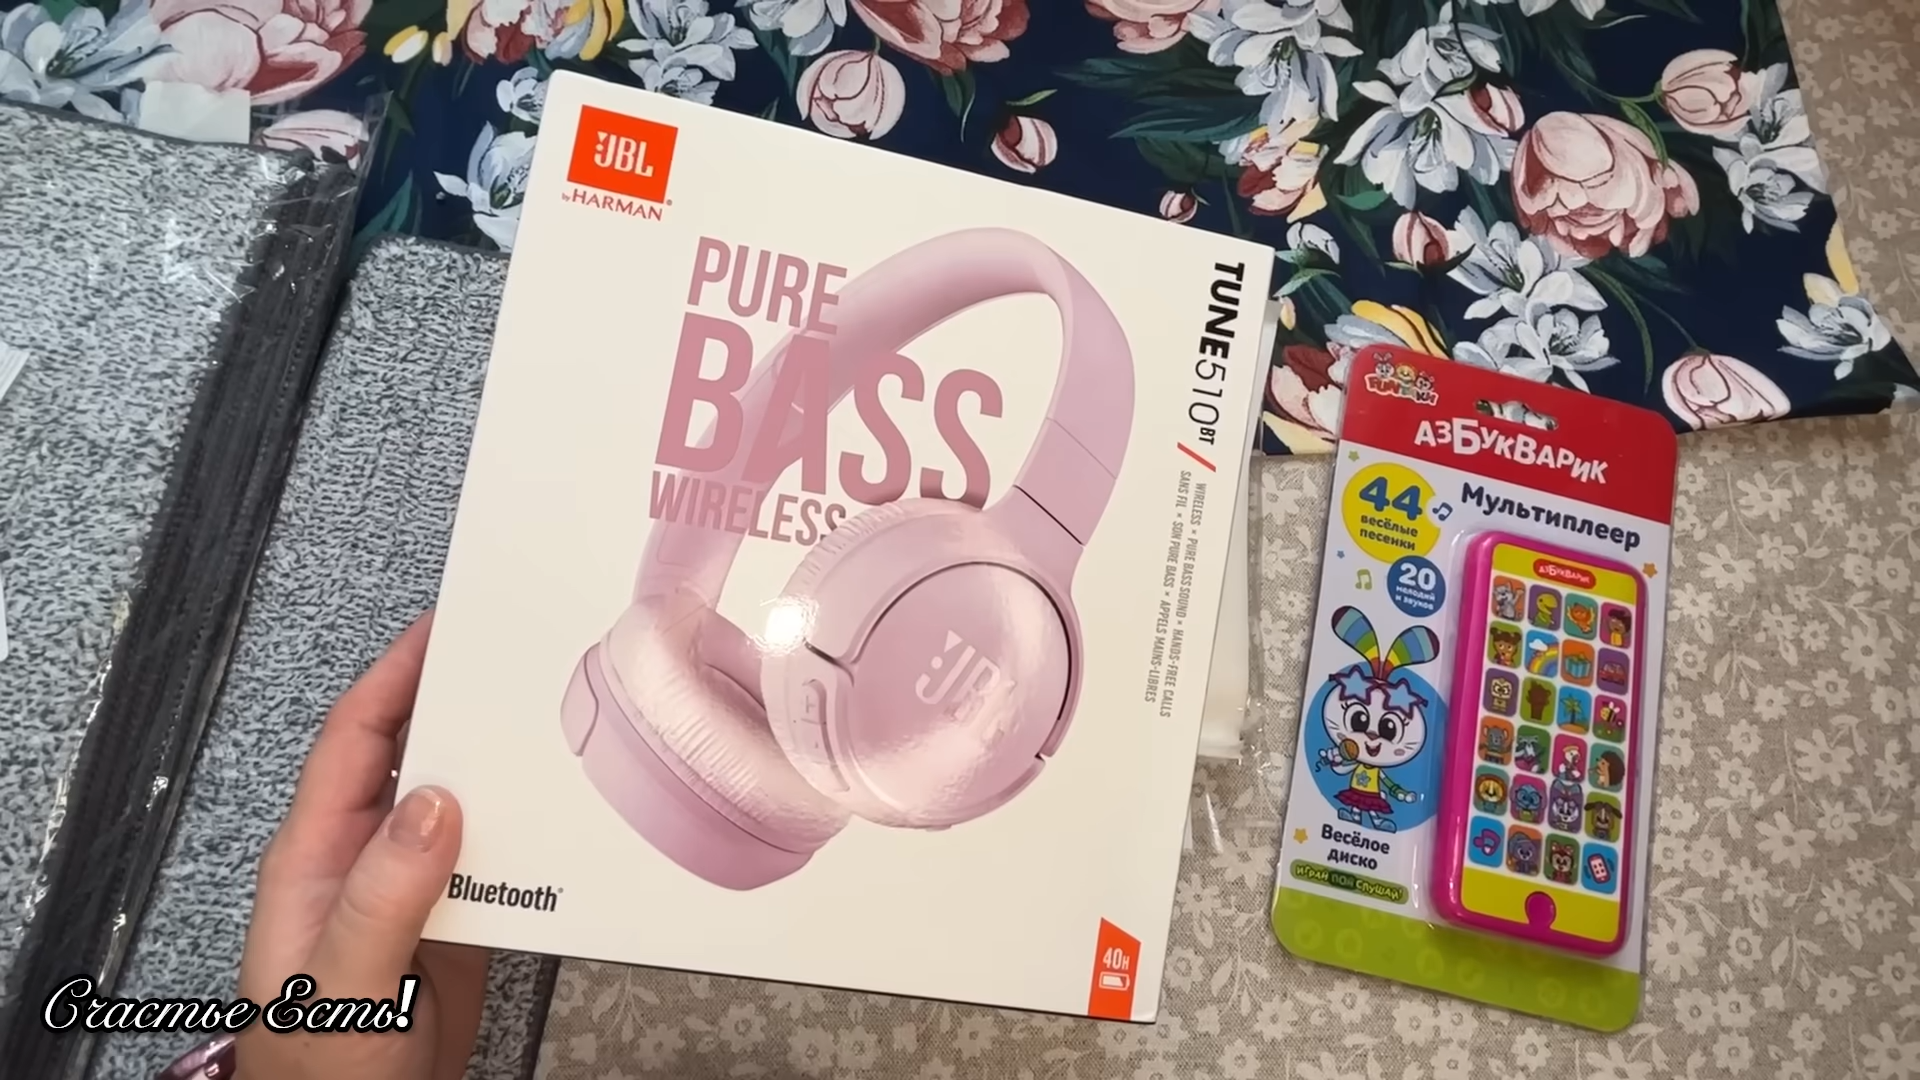 JBL
by HARMAN
PURE
BASS
WIRELESS
TUNE510BT
WIRELESS × PURE BASS SOUND × HANDS-FREE CALLS
SANS FIL × SON PURE BASS × APPELS MAINS-LIBRES
JBL
Bluetooth®
40H
АЗБУКВАРИК
44
весёлые
песенки
Мультиплеер
20
мелодий
и звуков
АЗБУКВАРИК
Весёлое
диско
ИГРАЙ ПОЙ СЛУШАЙ!
Счастье Есть!